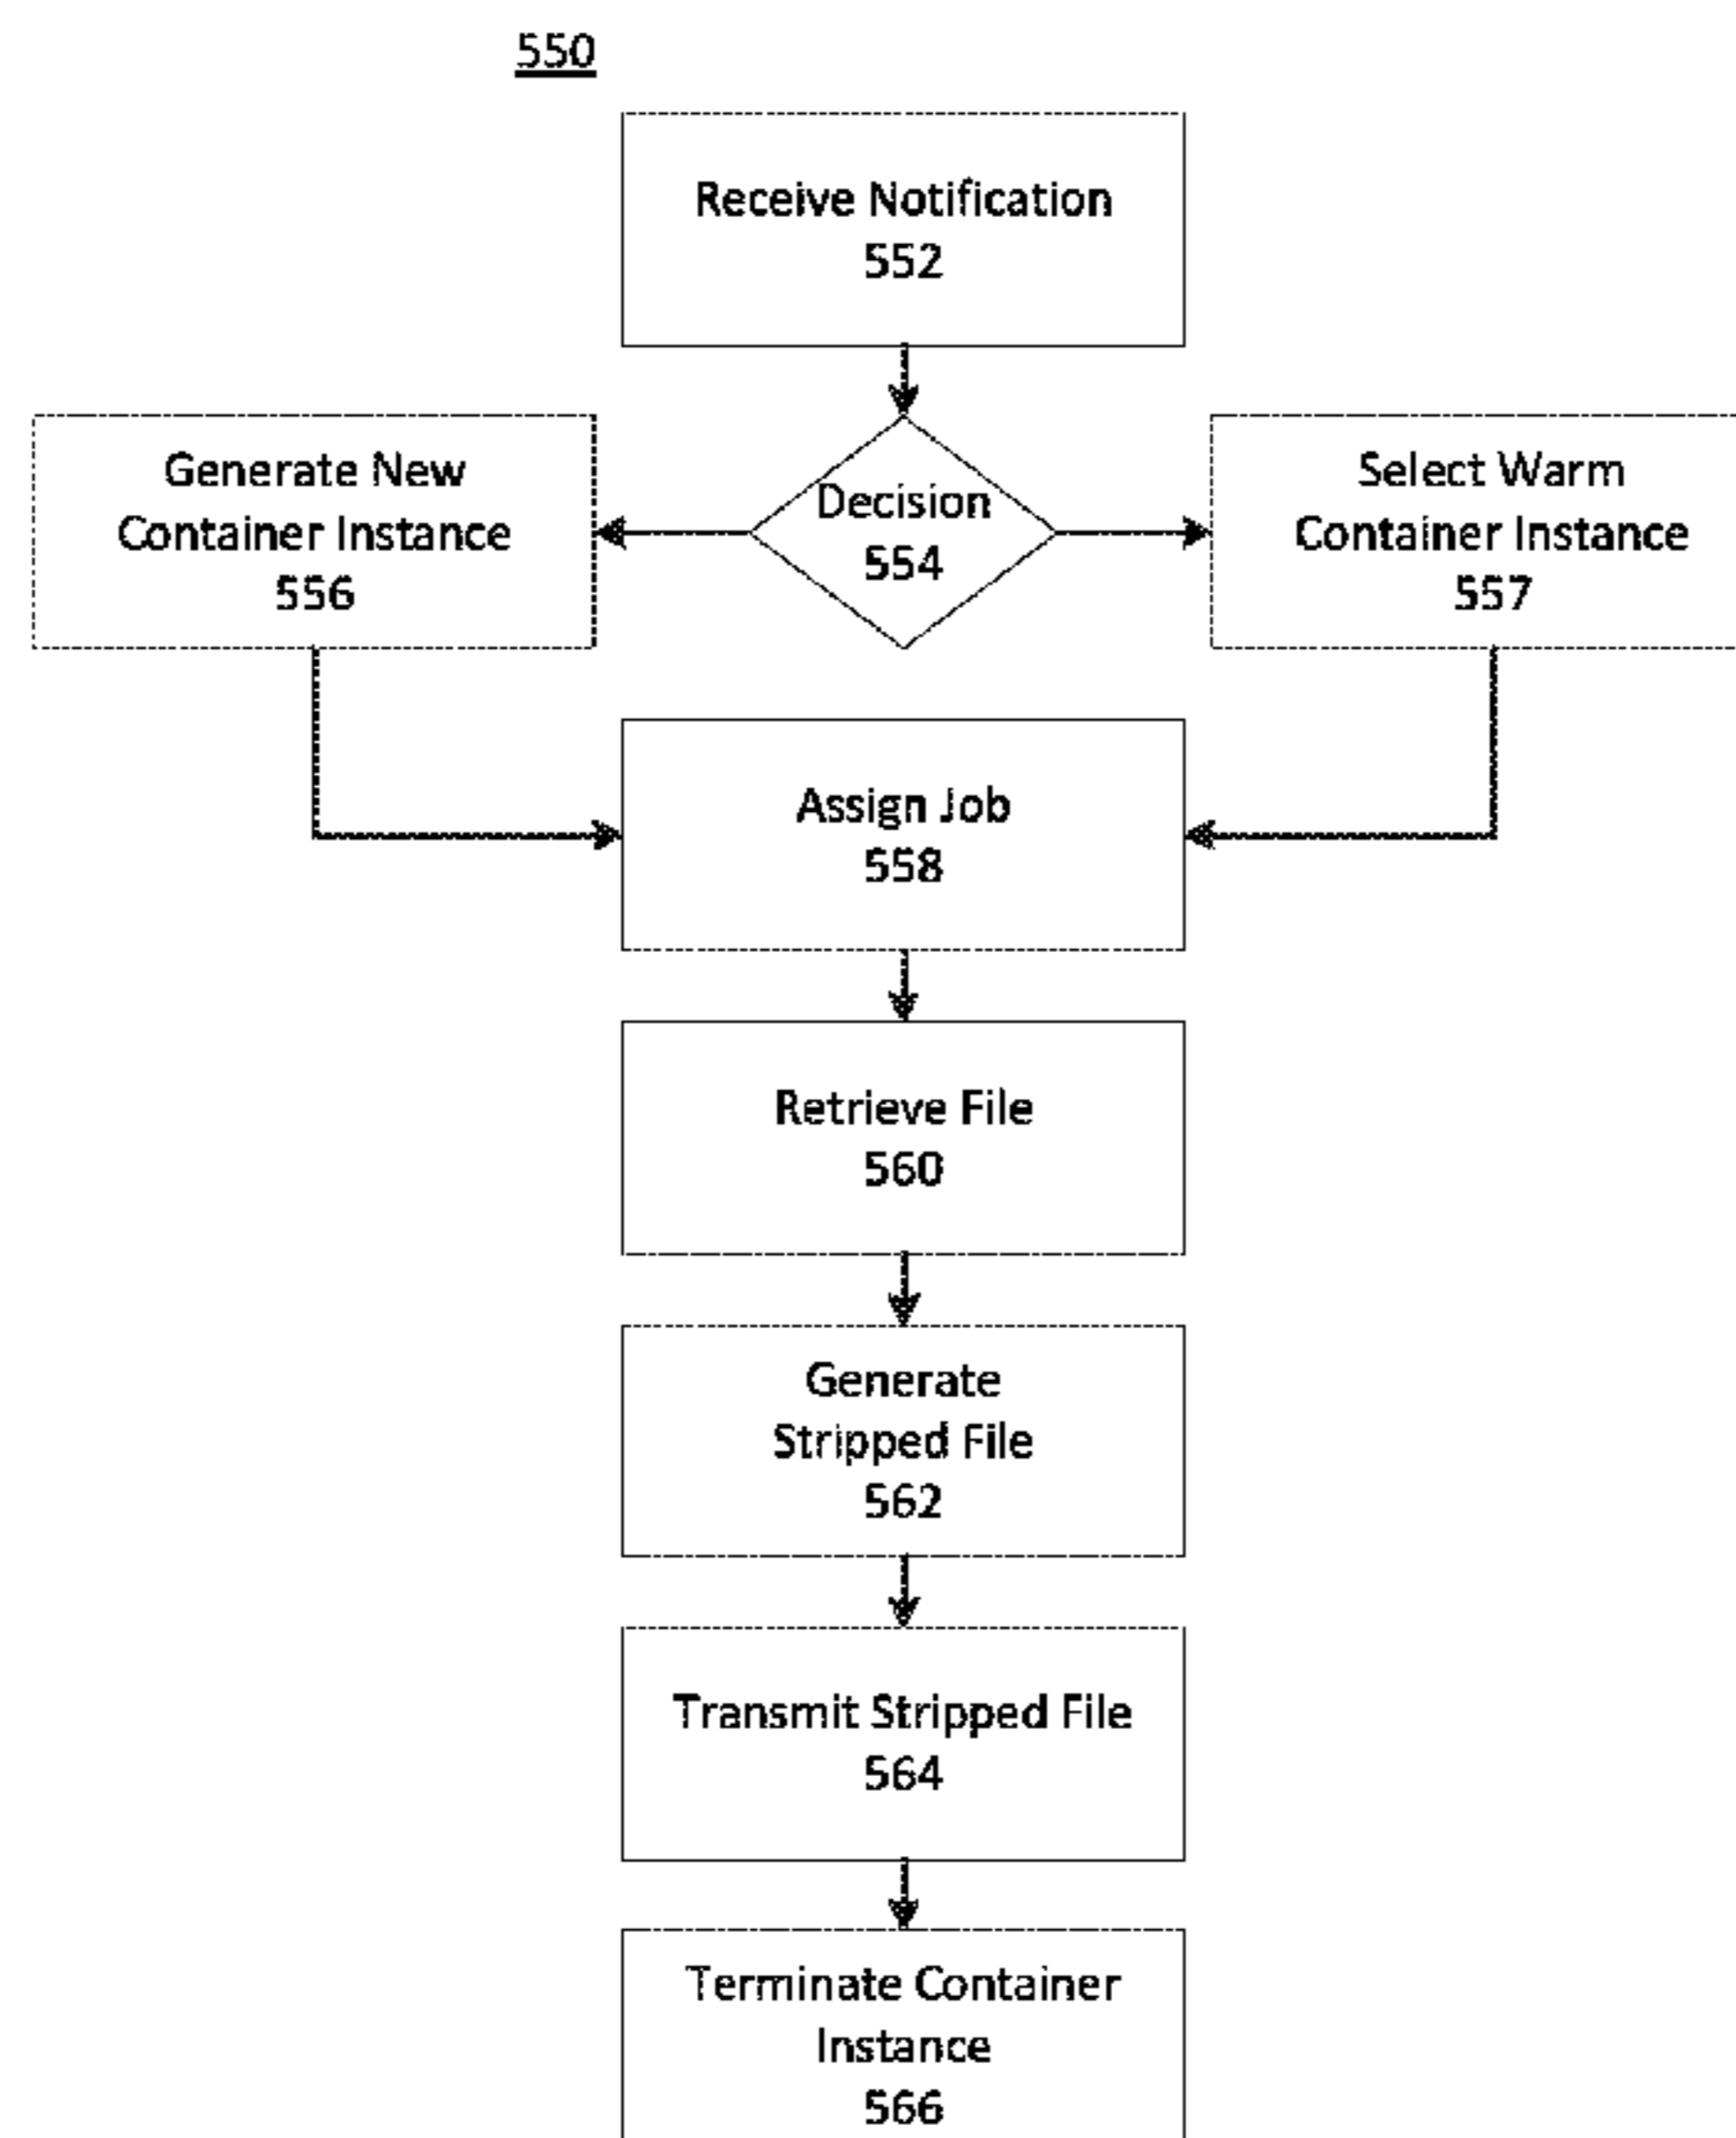 550
Receive Notification
552
Generate New
Container Instance
556
Decision
554
Select Warm
Container Instance
557
Assign Job
558
Retrieve File
560
Generate
Stripped File
562
Transmit Stripped File
564
Terminate Container
Instance
566